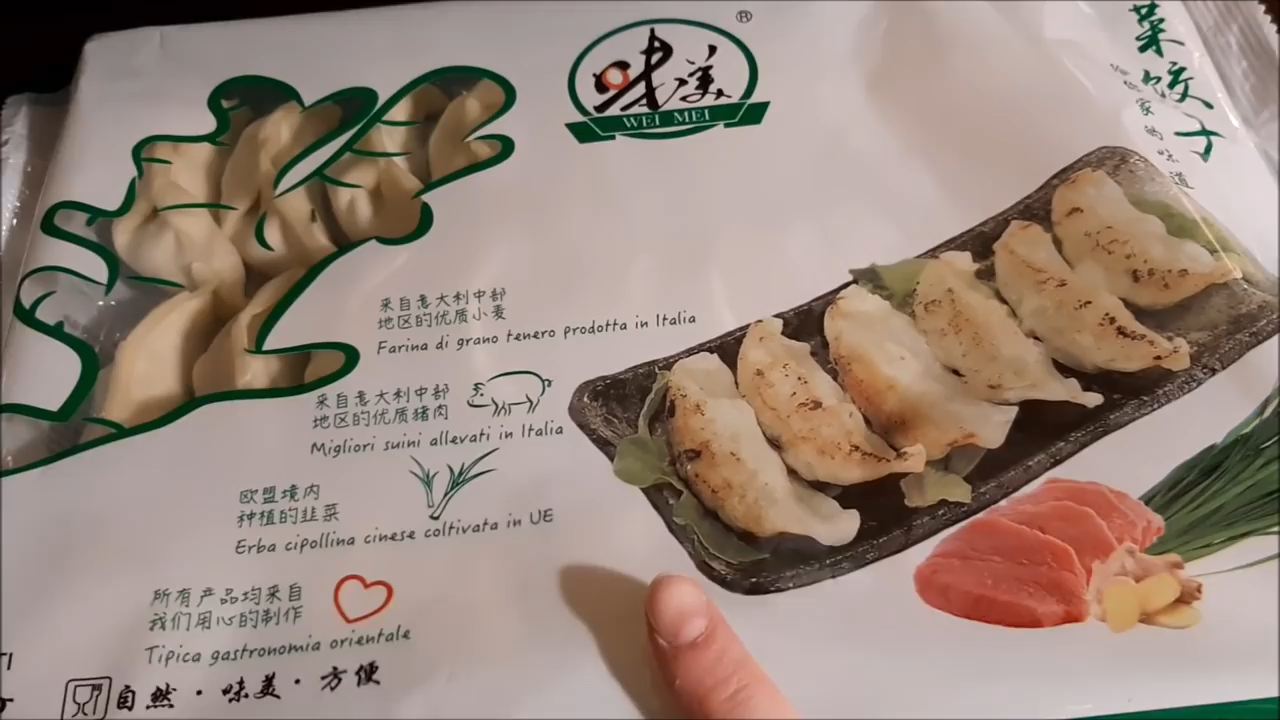 味美
®
WEI MEI
菜饺子
家的味道
来自意大利中部
地区的优质小麦
Farina di grano tenero prodotta in Italia
来自意大利中部
地区的优质猪肉
Migliori suini allevati in Italia
欧盟境内
种植的韭菜
Erba cipollina cinese coltivata in UE
所有产品均来自
我们用心的制作
Tipica gastronomia orientale
自然·味美·方便